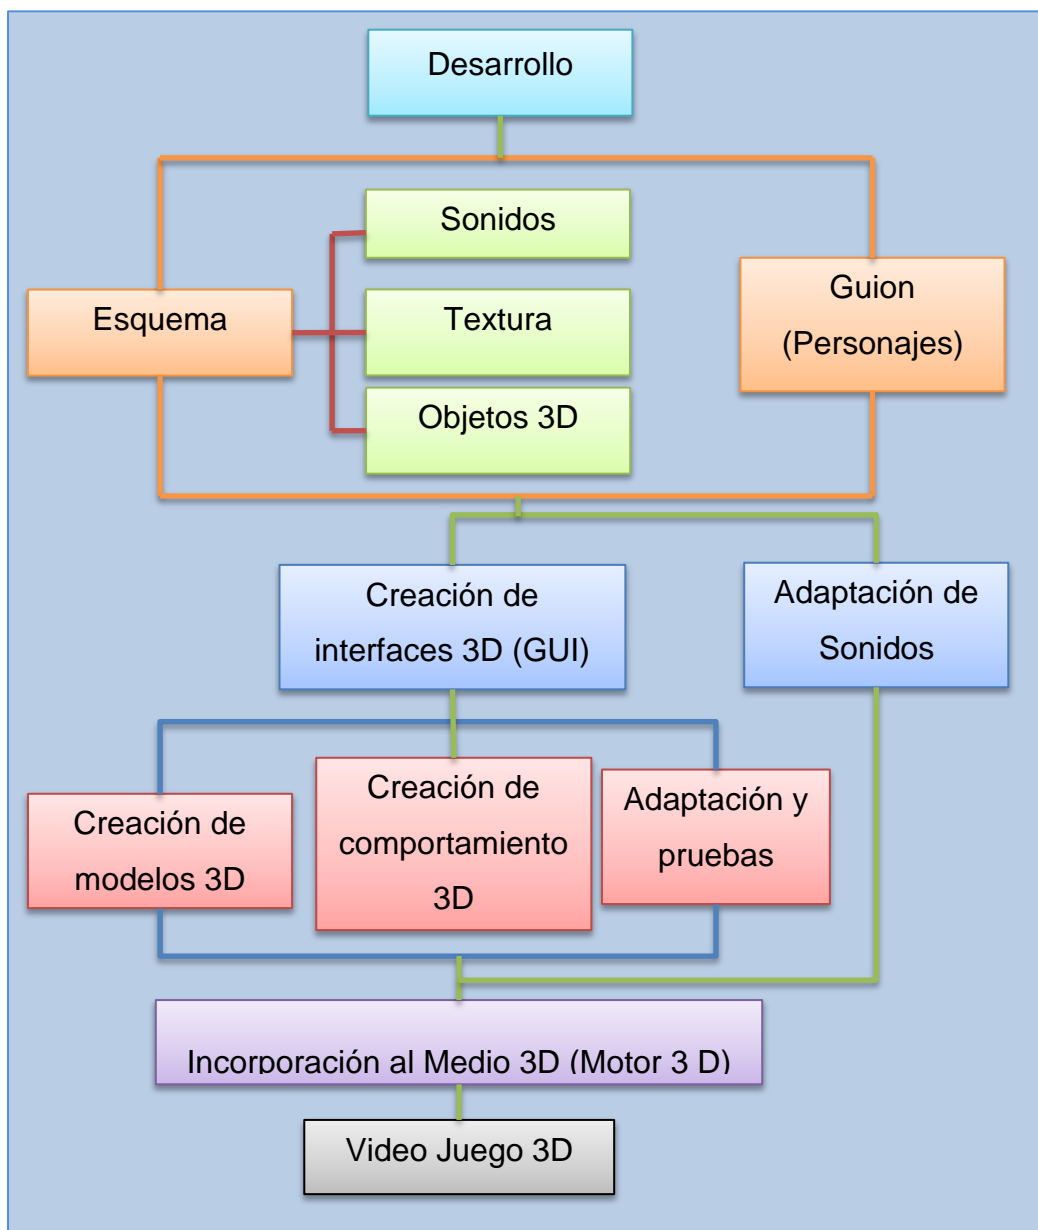 Desarrollo
Sonidos
Esquema
Textura
Objetos 3D
Guion
(Personajes)
Creación de
interfaces 3D (GUI)
Adaptación de
Sonidos
Creación de
modelos 3D
Creación de
comportamiento
3D
Adaptación y
pruebas
Incorporación al Medio 3D (Motor 3 D)
Video Juego 3D